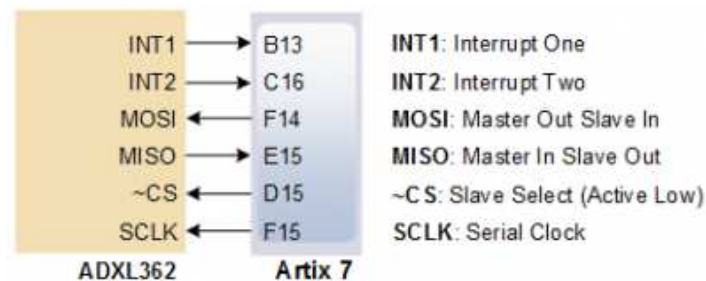 INT1 B13 INT1: Interrupt One
INT2 C16 INT2: Interrupt Two
MOSI F14 MOSI: Master Out Slave In
MISO E15 MISO: Master In Slave Out
~CS D15 ~CS: Slave Select (Active Low)
SCLK F15 SCLK: Serial Clock
ADXL362 Artix 7